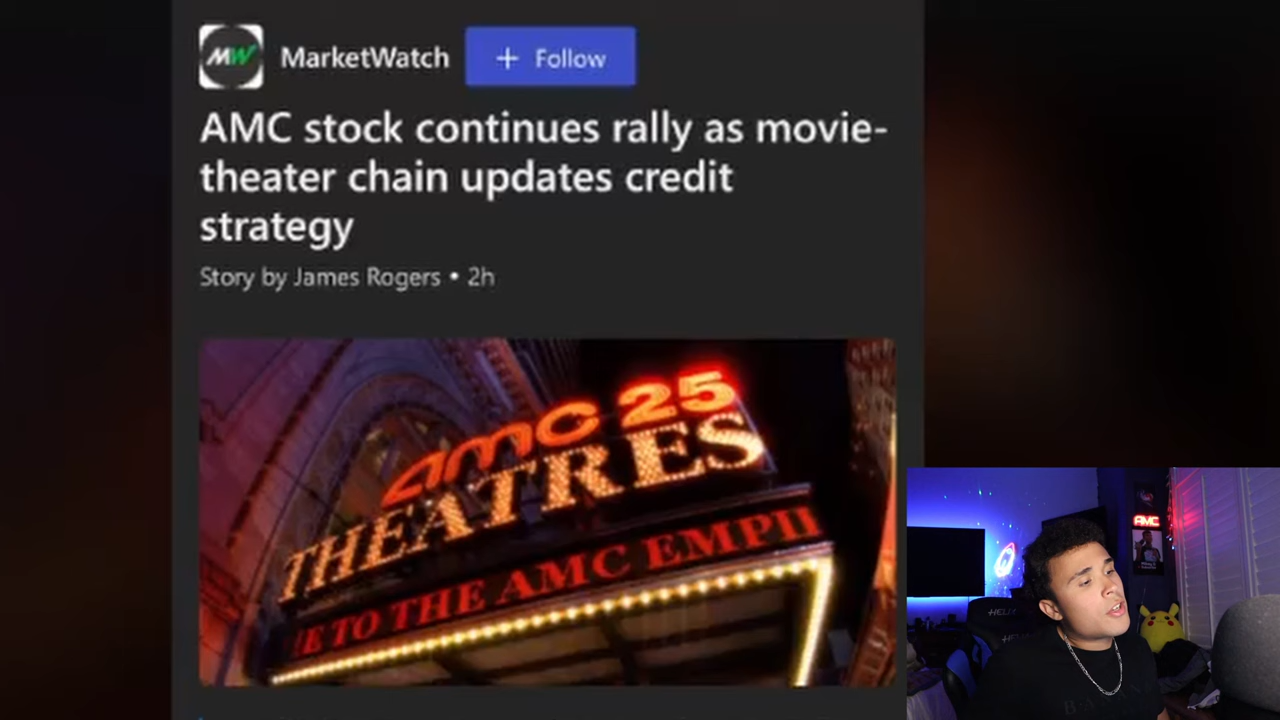 MW MarketWatch + Follow
AMC stock continues rally as movie-
theater chain updates credit
strategy
Story by James Rogers • 2h
amc 25
THEATRES
E TO THE AMC EMPI
AMC